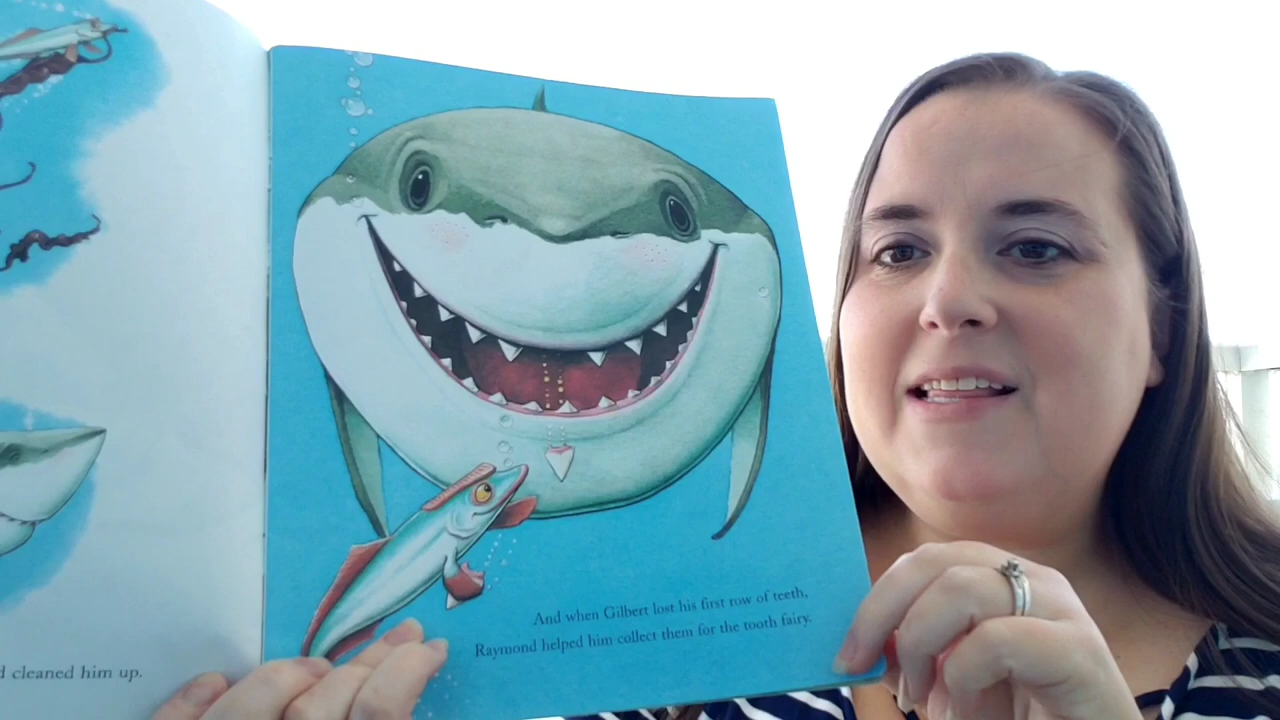 cleaned him up.
And when Gilbert lost his first row of teeth,
Raymond helped him collect them for the tooth fairy.